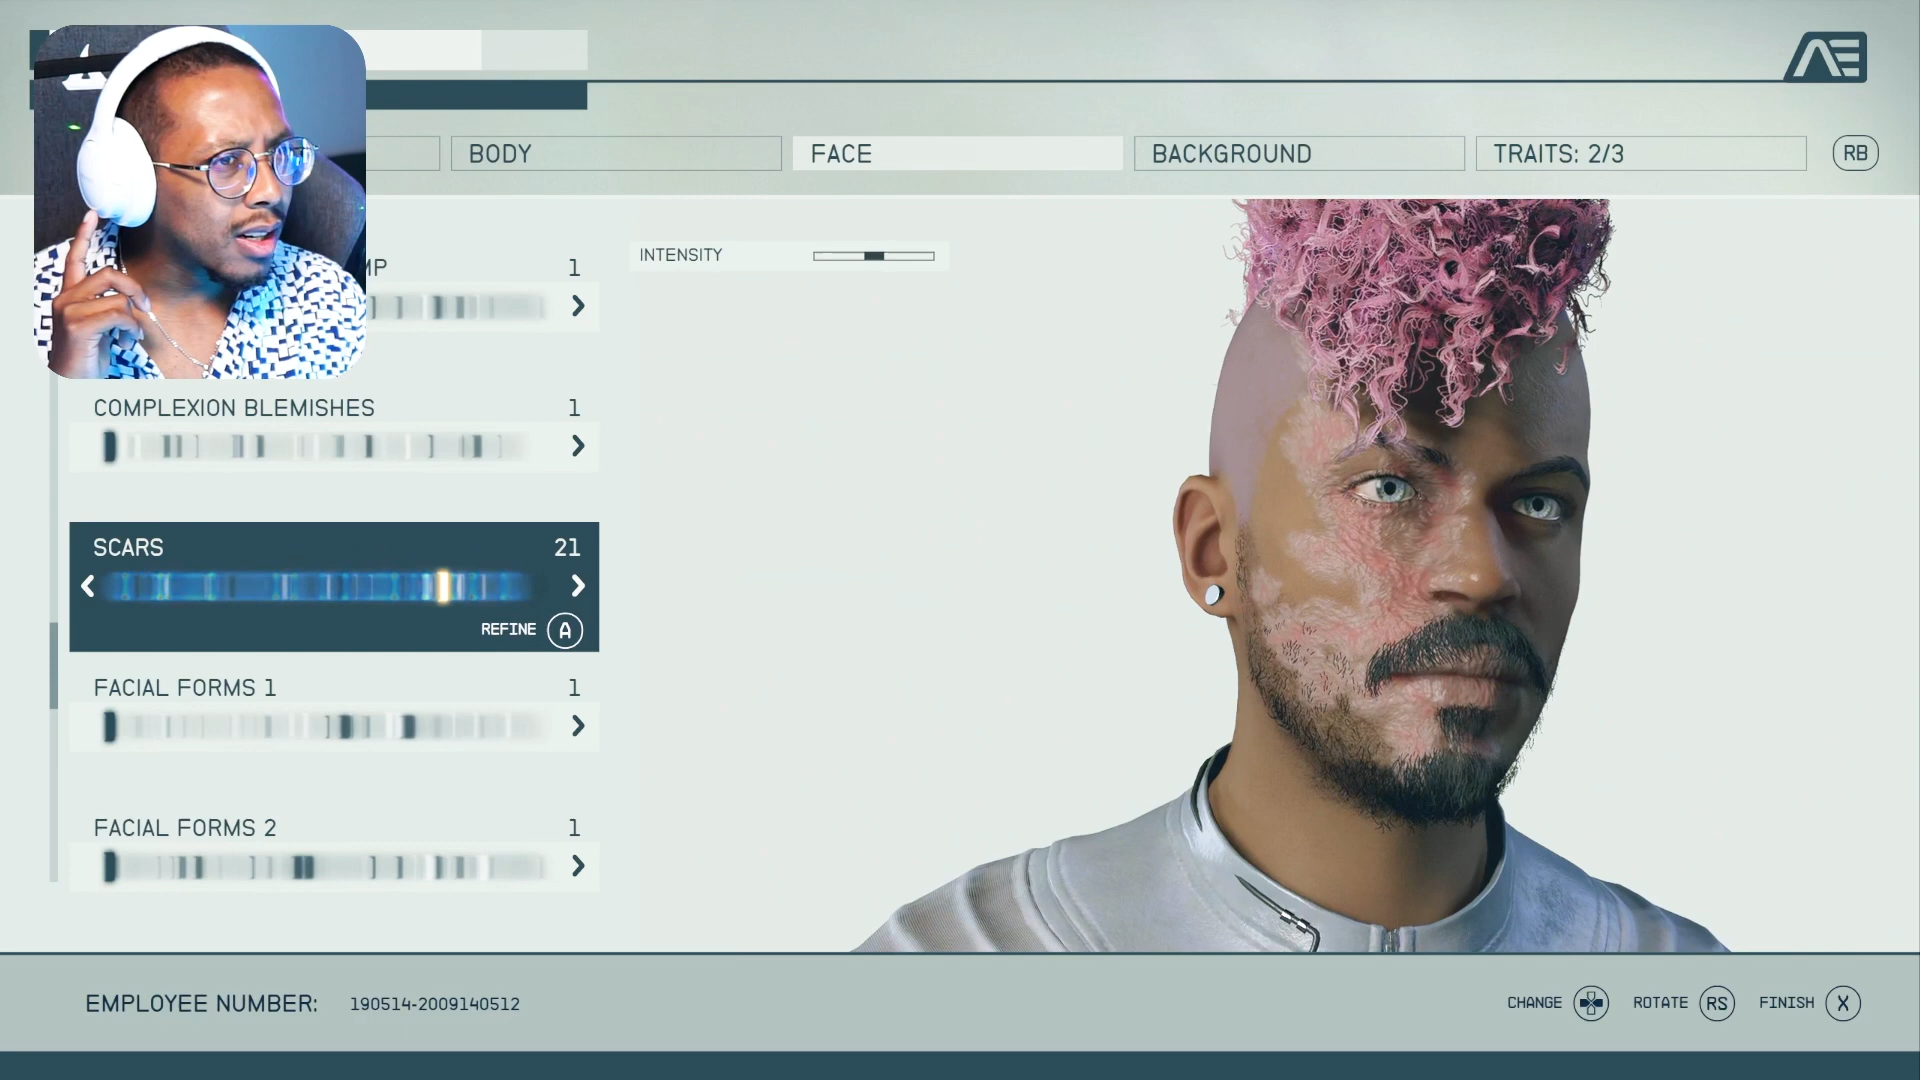 BODY
FACE
BACKGROUND
TRAITS: 2/3
RB
AE
1
INTENSITY
COMPLEXION BLEMISHES 1
SCARS 21
REFINE A
FACIAL FORMS 1 1
FACIAL FORMS 2 1
EMPLOYEE NUMBER: 190514-2009140512
CHANGE ROTATE RS FINISH X